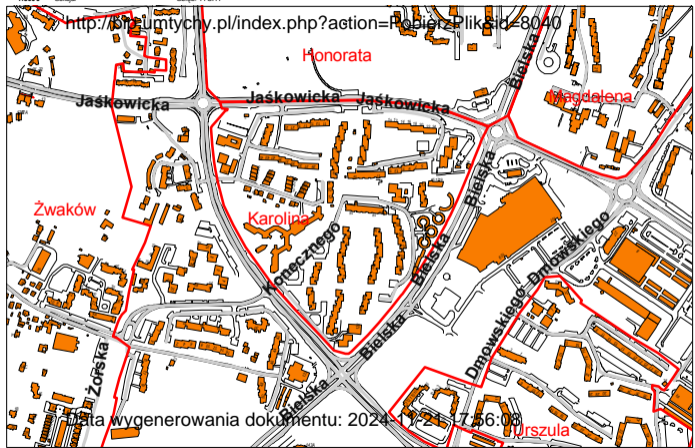 http://bip.umtychy.pl/index.php?action=PobierzPlik&id=8040
Honorata
Bielska
Magdalena
Jaśkowicka
Jaśkowicka
Jaśkowicka
Bielska
Żwaków
Karolina
Konecznego
Bielska
Dmowskiego
Dmowskiego
Bielska
Żorska
Bielska
Data wygenerowania dokumentu: 2024-11-21 17:56:08
Urszula